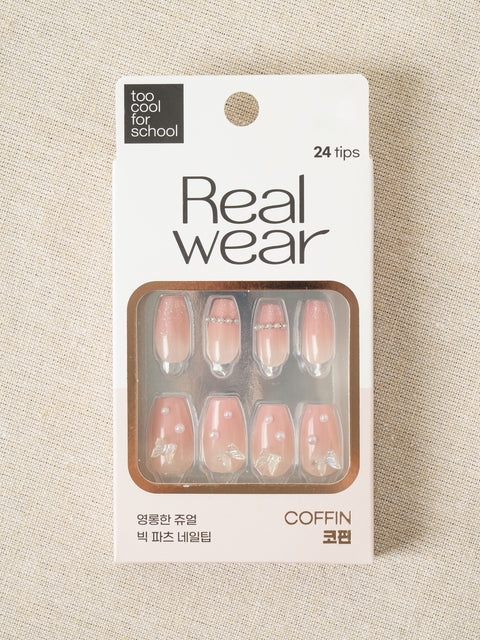 too
cool
for
school
24 tips
Real
wear
영롱한 쥬얼
빅 파츠 네일팁
COFFIN
코핀